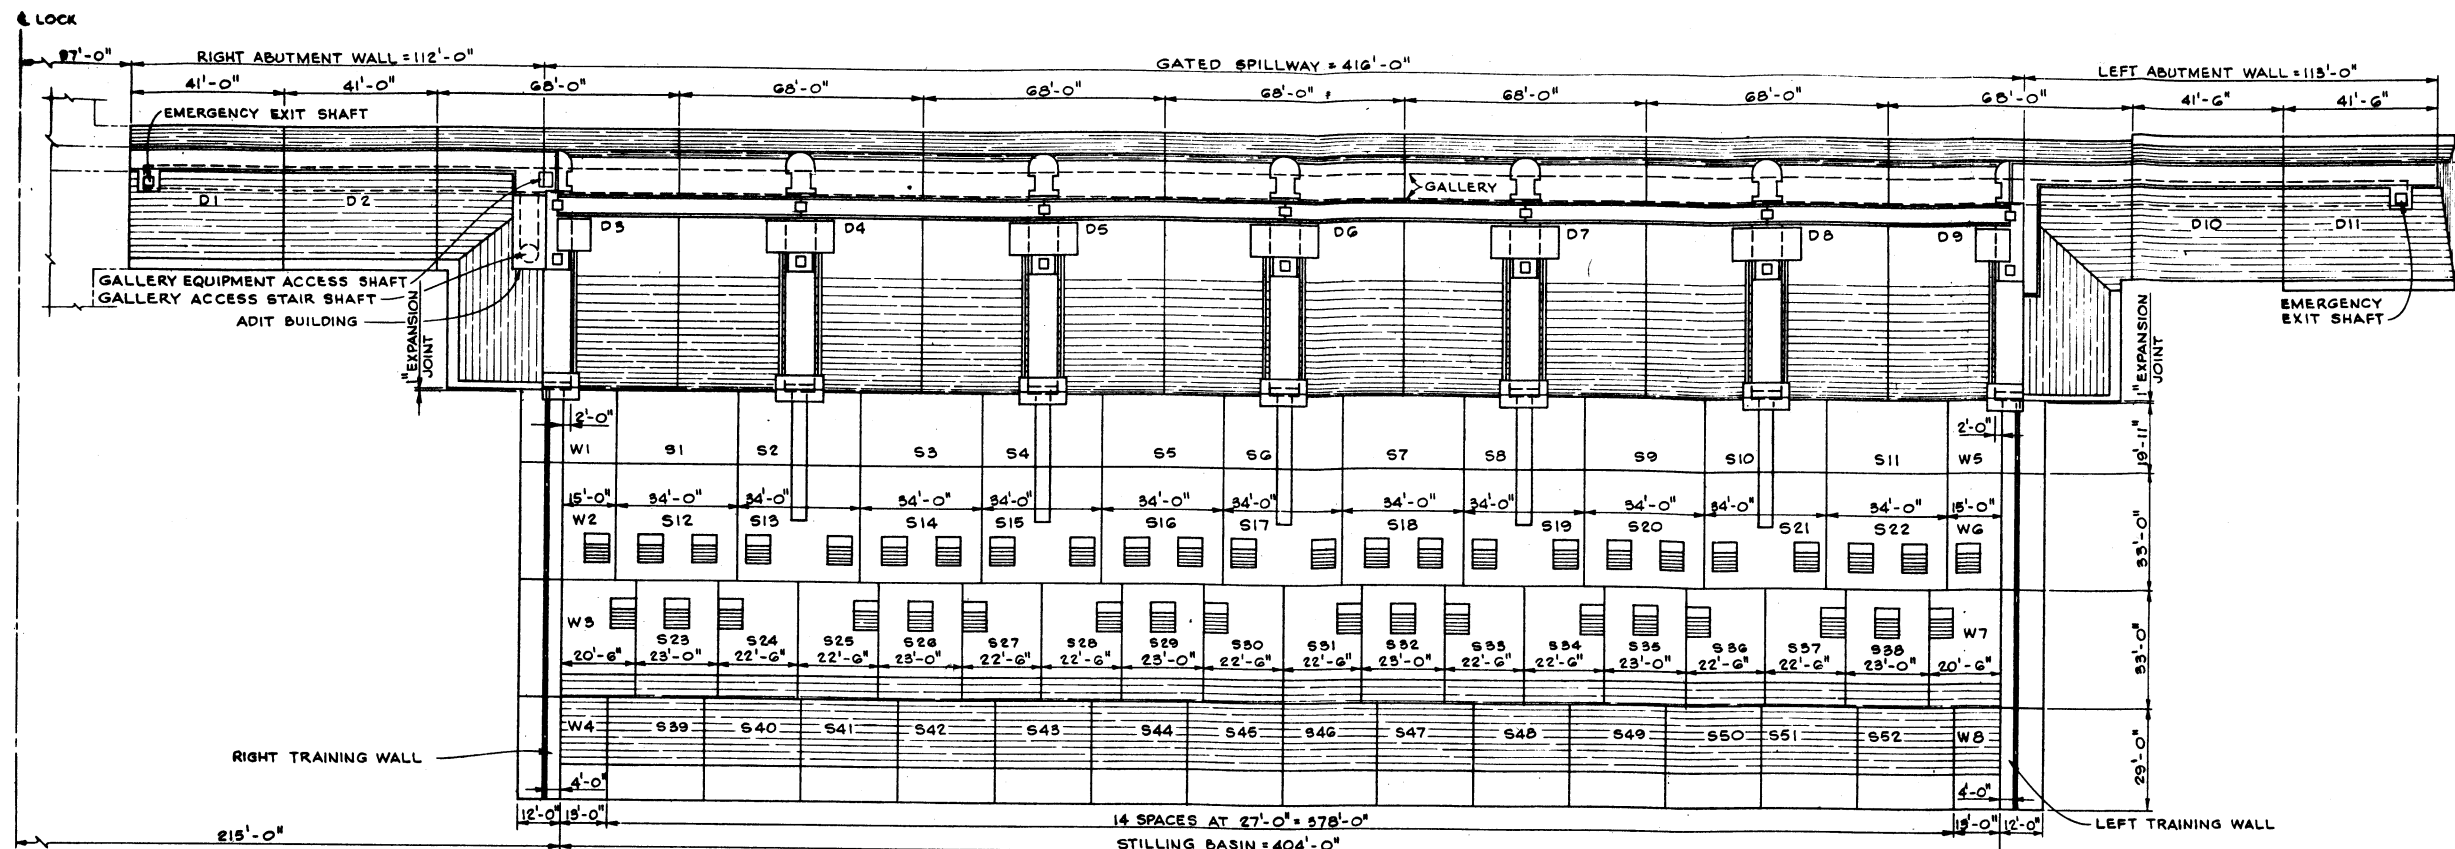 ℄ LOCK
97'-0"
RIGHT ABUTMENT WALL = 112'-0"
GATED SPILLWAY = 416'-0"
LEFT ABUTMENT WALL = 113'-0"
41'-0" 41'-0" 68'-0" 68'-0" 68'-0" 68'-0" 68'-0" 68'-0" 68'-0" 41'-6" 41'-6"
EMERGENCY EXIT SHAFT
GALLERY
D1 D2 D3 D4 D5 D6 D7 D8 D9 D10 D11
GALLERY EQUIPMENT ACCESS SHAFT
GALLERY ACCESS STAIR SHAFT
ADIT BUILDING
EMERGENCY
EXIT SHAFT
1" EXPANSION
JOINT
1" EXPANSION
JOINT
2'-0" 2'-0"
W1 S1 S2 S3 S4 S5 S6 S7 S8 S9 S10 S11 W5
19'-11"
15'-0" 34'-0" 34'-0" 34'-0" 34'-0" 34'-0" 34'-0" 34'-0" 34'-0" 34'-0" 34'-0" 34'-0" 15'-0"
W2 S12 S13 S14 S15 S16 S17 S18 S19 S20 S21 S22 W6
33'-0"
W3 S23 S24 S25 S26 S27 S28 S29 S30 S31 S32 S33 S34 S35 S36 S37 S38 W7
20'-6" 23'-0" 22'-6" 22'-6" 23'-0" 22'-6" 22'-6" 23'-0" 22'-6" 22'-6" 23'-0" 22'-6" 22'-6" 23'-0" 22'-6" 22'-6" 23'-0" 20'-6"
33'-0"
W4 S39 S40 S41 S42 S43 S44 S45 S46 S47 S48 S49 S50 S51 S52 W8
29'-0"
RIGHT TRAINING WALL
4'-0" 4'-0"
12'-0" 13'-0" 14 SPACES AT 27'-0" = 378'-0" 13'-0" 12'-0"
LEFT TRAINING WALL
215'-0"
STILLING BASIN = 404'-0"